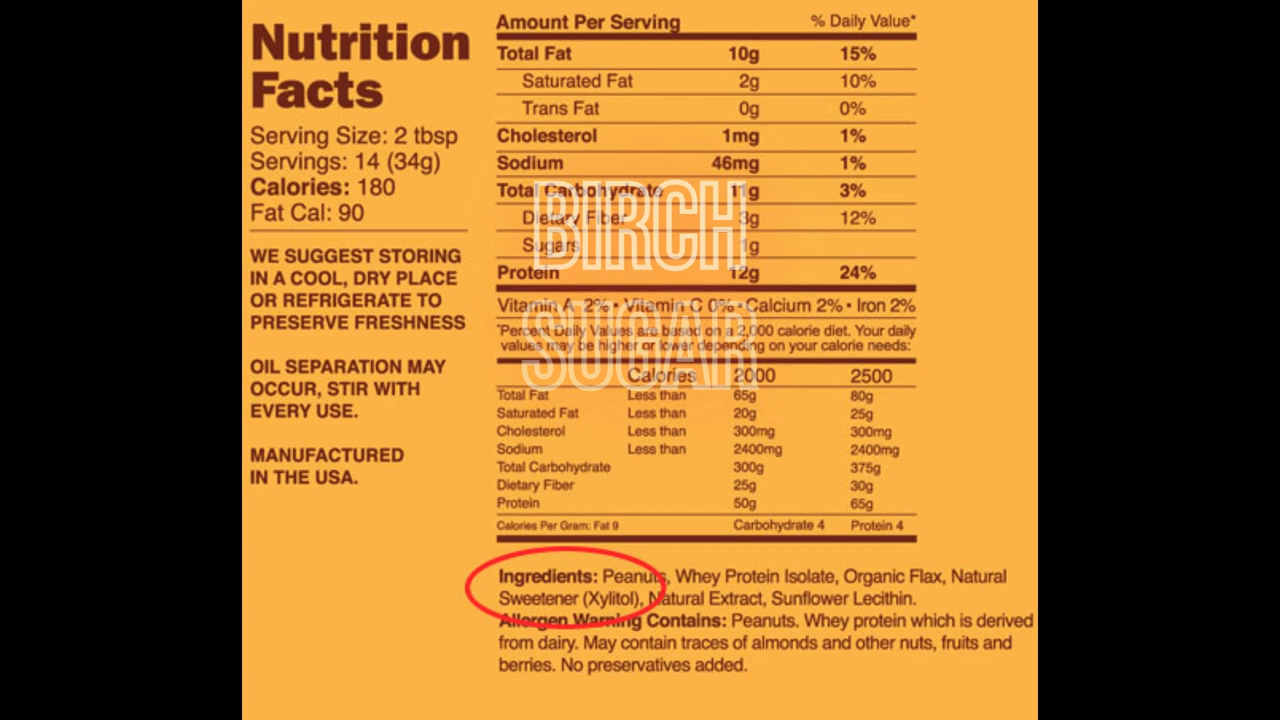 Nutrition
Facts
Serving Size: 2 tbsp
Servings: 14 (34g)
Calories: 180
Fat Cal: 90
WE SUGGEST STORING
IN A COOL, DRY PLACE
OR REFRIGERATE TO
PRESERVE FRESHNESS
OIL SEPARATION MAY
OCCUR, STIR WITH
EVERY USE.
MANUFACTURED
IN THE USA.
Amount Per Serving % Daily Value*
Total Fat 10g 15%
Saturated Fat 2g 10%
Trans Fat 0g 0%
Cholesterol 1mg 1%
Sodium 46mg 1%
Total Carbohydrate 11g 3%
Dietary Fiber 3g 12%
Sugars 1g
Protein 12g 24%
Vitamin A 2% • Vitamin C 0% • Calcium 2% • Iron 2%
*Percent Daily Values are based on a 2,000 calorie diet. Your daily
values may be higher or lower depending on your calorie needs:
Calories 2000 2500
Total Fat Less than 65g 80g
Saturated Fat Less than 20g 25g
Cholesterol Less than 300mg 300mg
Sodium Less than 2400mg 2400mg
Total Carbohydrate 300g 375g
Dietary Fiber 25g 30g
Protein 50g 65g
Calories Per Gram: Fat 9 Carbohydrate 4 Protein 4
Ingredients: Peanuts, Whey Protein Isolate, Organic Flax, Natural
Sweetener (Xylitol), Natural Extract, Sunflower Lecithin.
Allergen Warning Contains: Peanuts. Whey protein which is derived
from dairy. May contain traces of almonds and other nuts, fruits and
berries. No preservatives added.
BIRCH
SUGAR